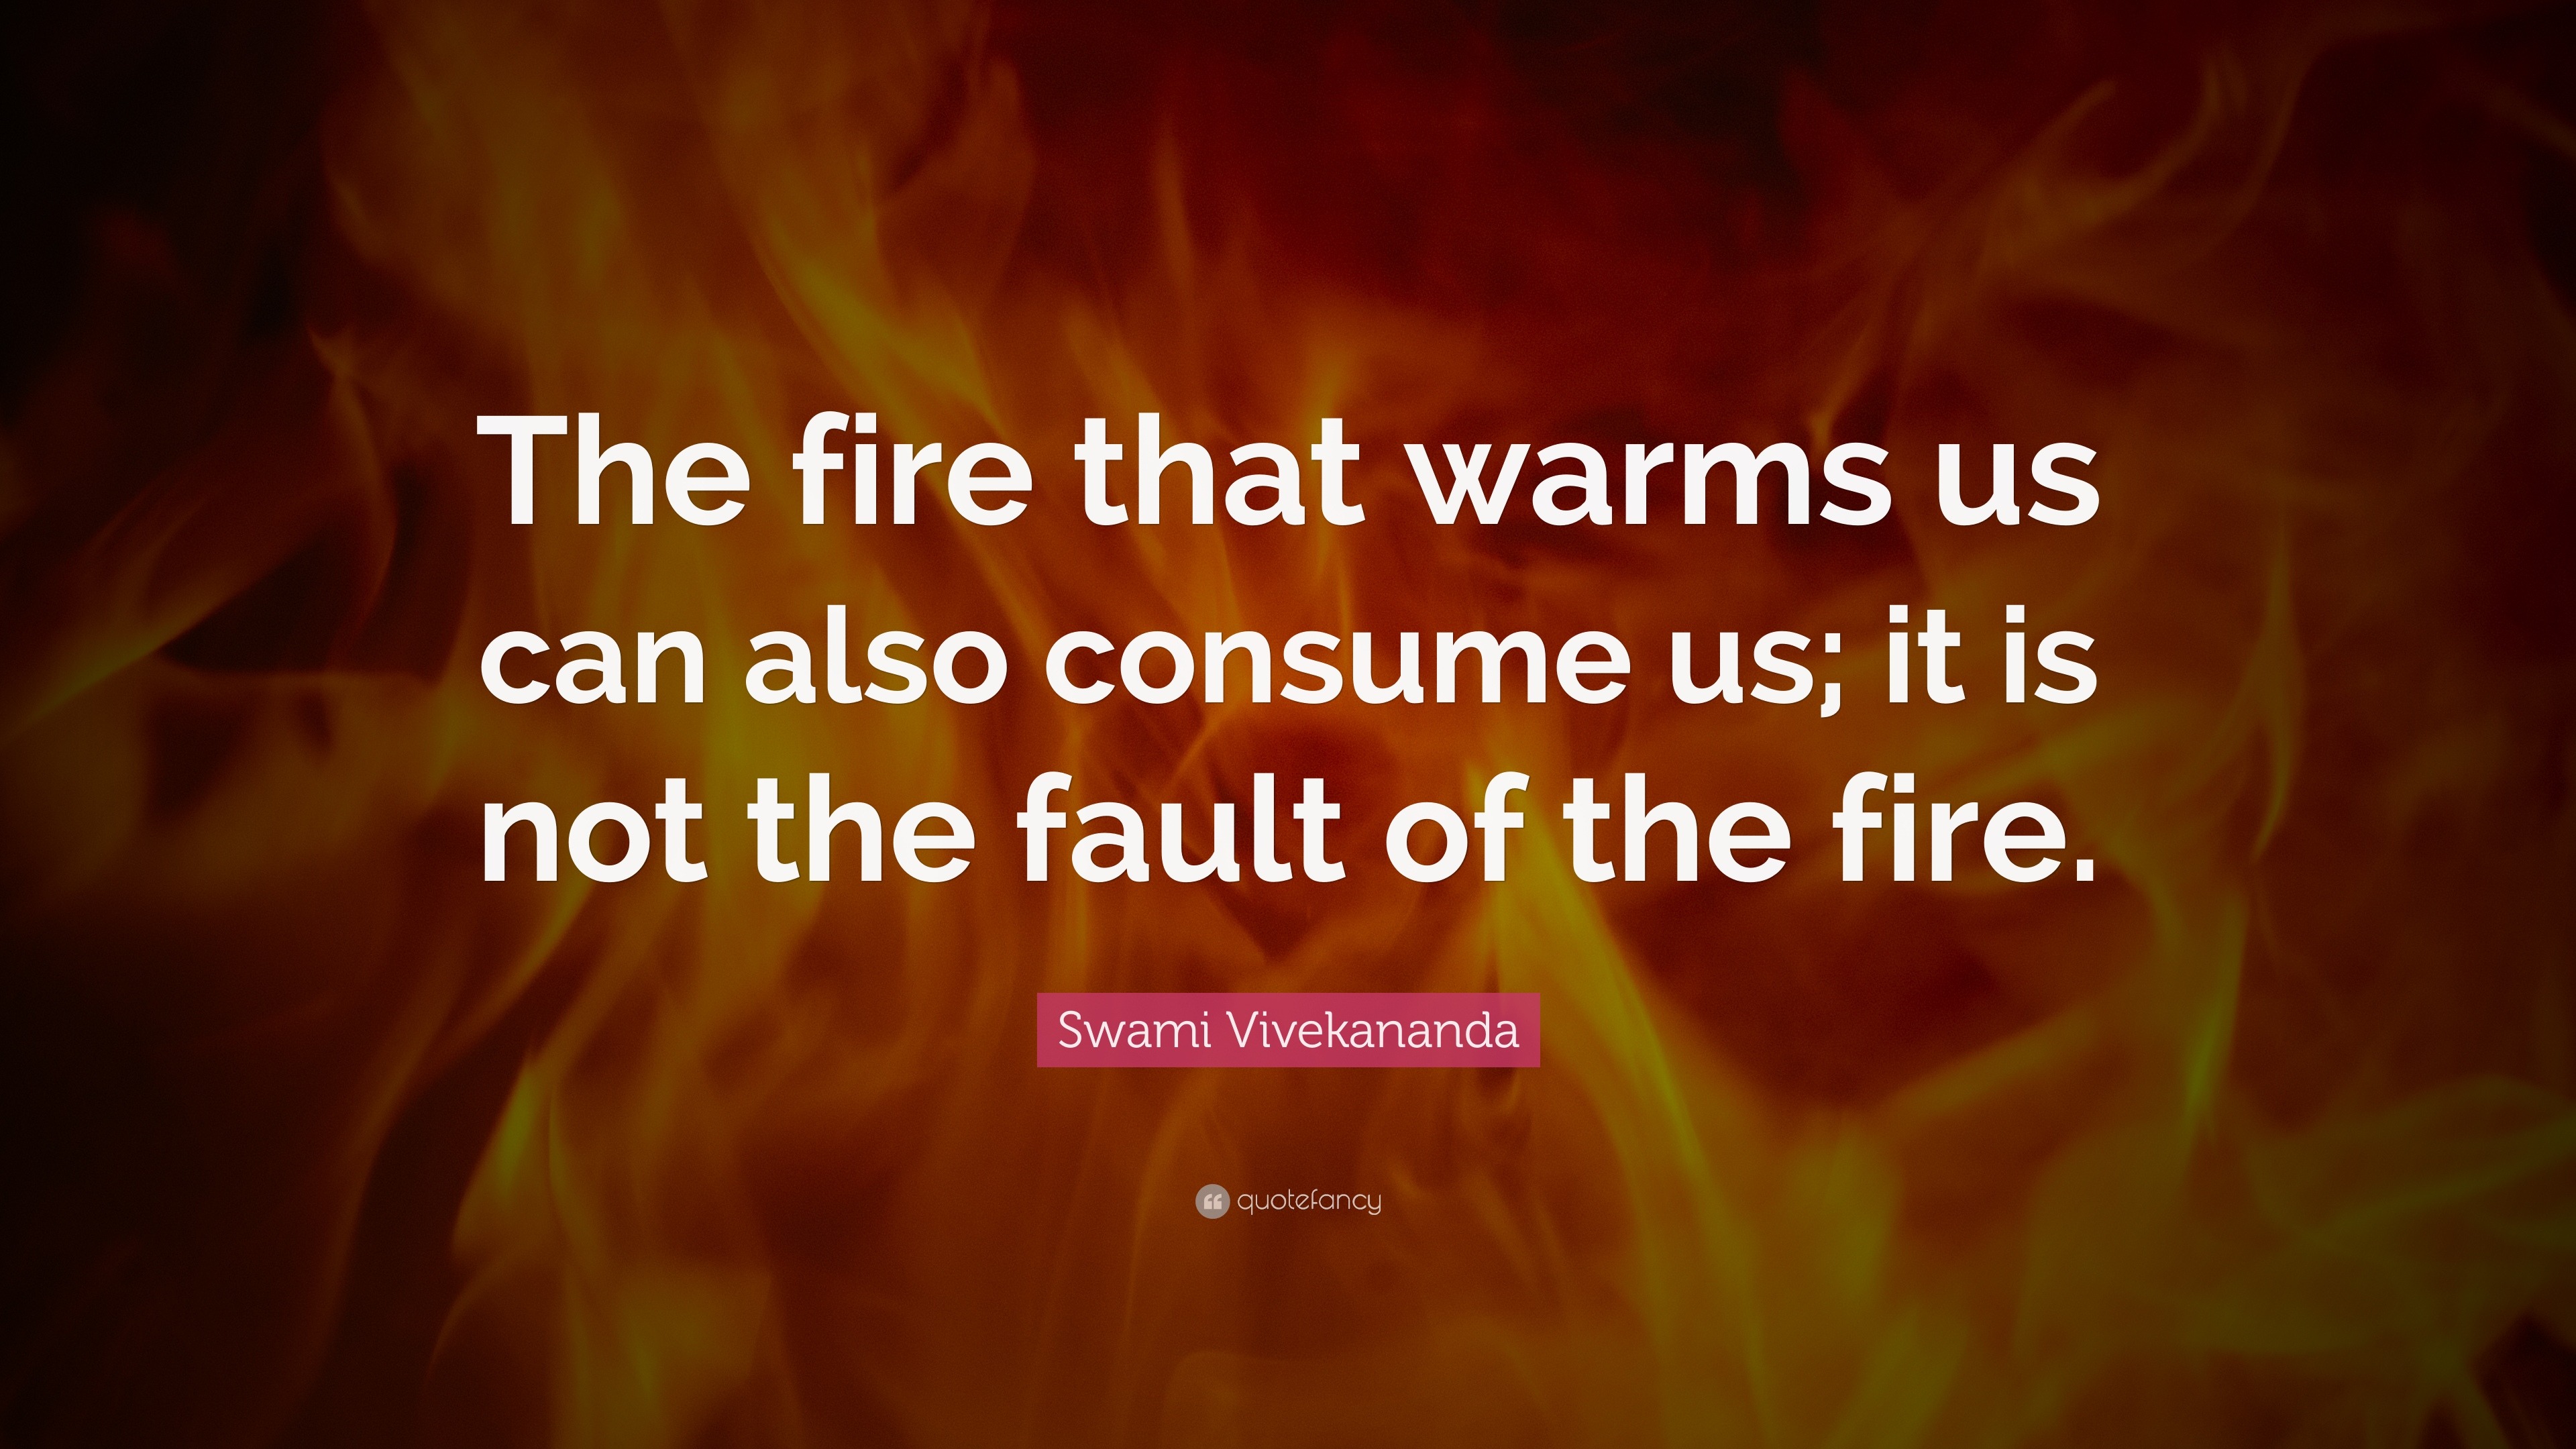 The fire that warms us
can also consume us; it is
not the fault of the fire.
Swami Vivekananda
quotefancy